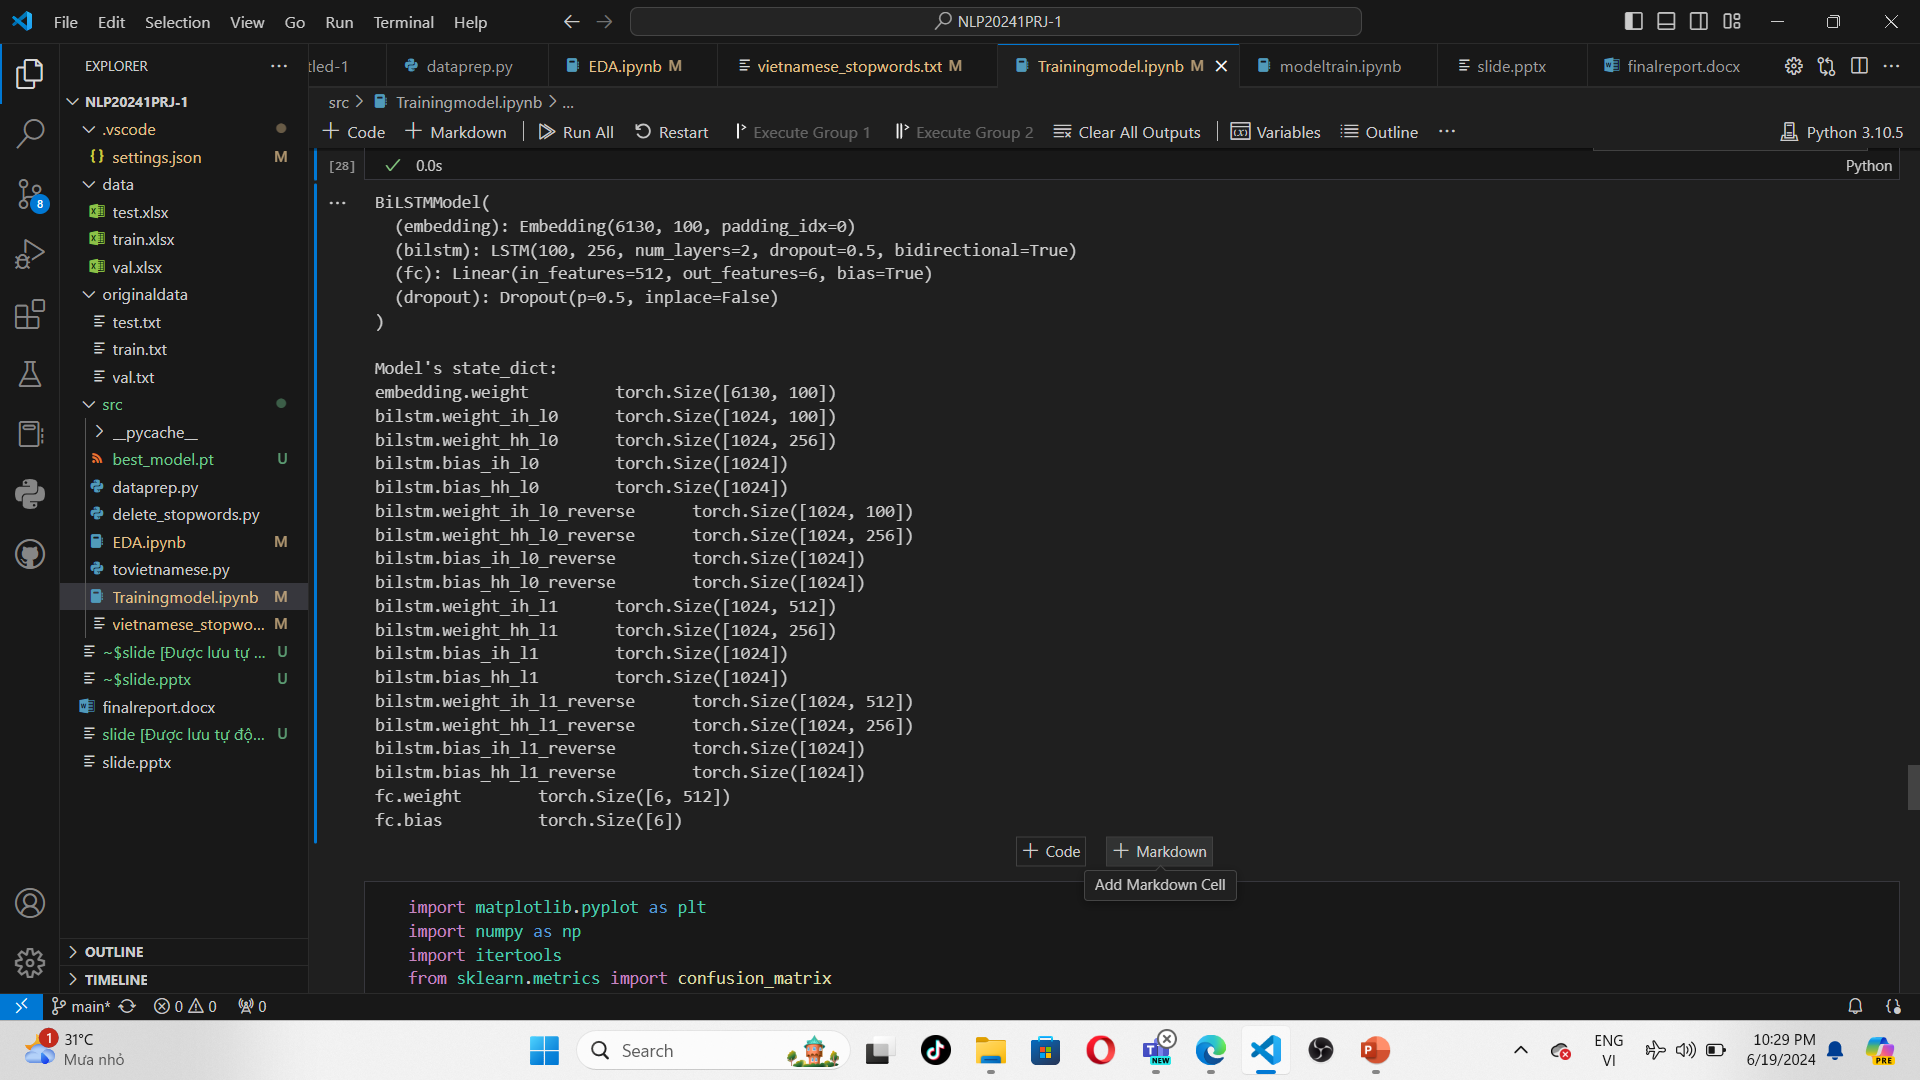 File Edit Selection View Go Run Terminal Help
NLP20241PRJ-1
EXPLORER
tled-1
dataprep.py
EDA.ipynb M
vietnamese_stopwords.txt M
Trainingmodel.ipynb M
modeltrain.ipynb
slide.pptx
finalreport.docx
src > Trainingmodel.ipynb > ...
+ Code + Markdown | Run All Restart Execute Group 1 Execute Group 2 Clear All Outputs | Variables Outline ...
Python 3.10.5
NLP20241PRJ-1
.vscode
{} settings.json M
data
test.xlsx
train.xlsx
val.xlsx
originaldata
test.txt
train.txt
val.txt
src
__pycache__
best_model.pt U
dataprep.py
delete_stopwords.py
EDA.ipynb M
tovietnamese.py
Trainingmodel.ipynb M
vietnamese_stopwo... M
~$slide [Được lưu tự ... U
~$slide.pptx U
finalreport.docx
slide [Được lưu tự độ... U
slide.pptx
OUTLINE
TIMELINE
8
[28] 0.0s
Python
BiLSTMModel(
(embedding): Embedding(6130, 100, padding_idx=0)
(bilstm): LSTM(100, 256, num_layers=2, dropout=0.5, bidirectional=True)
(fc): Linear(in_features=512, out_features=6, bias=True)
(dropout): Dropout(p=0.5, inplace=False)
)
Model's state_dict:
embedding.weight torch.Size([6130, 100])
bilstm.weight_ih_l0 torch.Size([1024, 100])
bilstm.weight_hh_l0 torch.Size([1024, 256])
bilstm.bias_ih_l0 torch.Size([1024])
bilstm.bias_hh_l0 torch.Size([1024])
bilstm.weight_ih_l0_reverse torch.Size([1024, 100])
bilstm.weight_hh_l0_reverse torch.Size([1024, 256])
bilstm.bias_ih_l0_reverse torch.Size([1024])
bilstm.bias_hh_l0_reverse torch.Size([1024])
bilstm.weight_ih_l1 torch.Size([1024, 512])
bilstm.weight_hh_l1 torch.Size([1024, 256])
bilstm.bias_ih_l1 torch.Size([1024])
bilstm.bias_hh_l1 torch.Size([1024])
bilstm.weight_ih_l1_reverse torch.Size([1024, 512])
bilstm.weight_hh_l1_reverse torch.Size([1024, 256])
bilstm.bias_ih_l1_reverse torch.Size([1024])
bilstm.bias_hh_l1_reverse torch.Size([1024])
fc.weight torch.Size([6, 512])
fc.bias torch.Size([6])
+ Code + Markdown
Add Markdown Cell
import matplotlib.pyplot as plt
import numpy as np
import itertools
from sklearn.metrics import confusion_matrix
main* 0 0 0
1
31°C
Mưa nhỏ
Search
NEW
ENG
VI
10:29 PM
6/19/2024
PRE